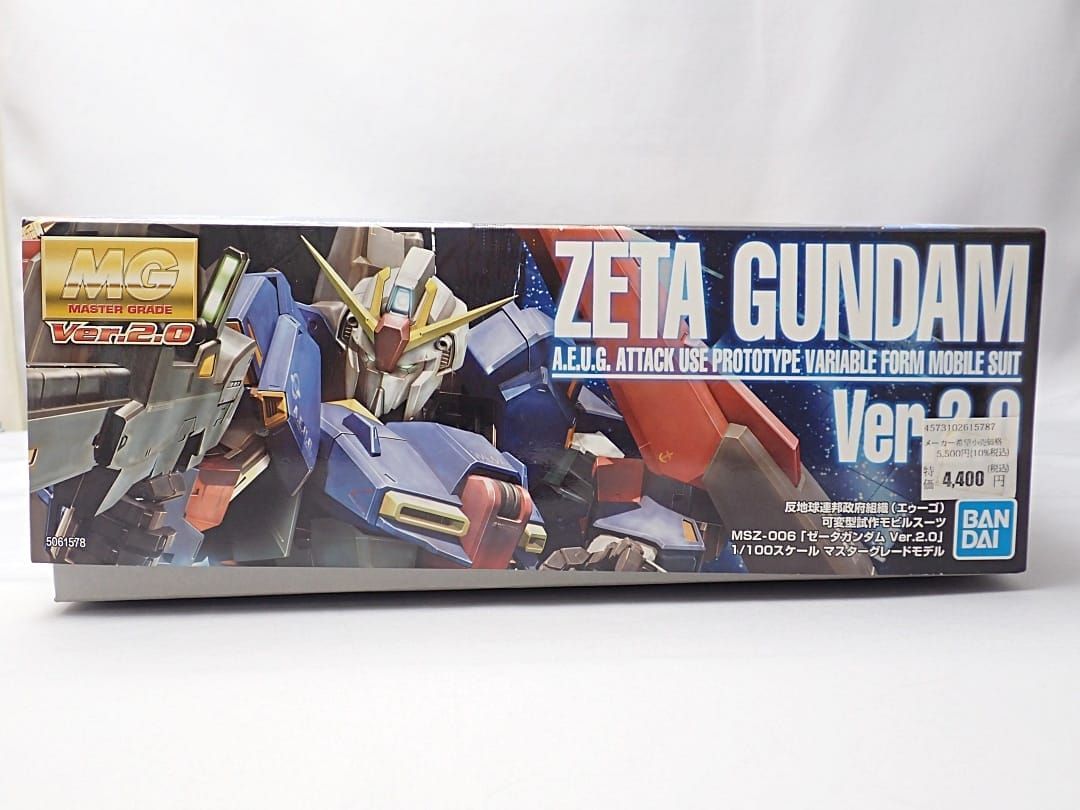 MG
MASTER GRADE
Ver.2.0
ZETA GUNDAM
A.E.U.G. ATTACK USE PROTOTYPE VARIABLE FORM MOBILE SUIT
Ver.2.0
4573102615787
メーカー希望小売価格
5,500円(10%税込)
特価 4,400 (税込)円
反地球連邦政府組織(エゥーゴ)
可変型試作モビルスーツ
MSZ-006「ゼータガンダム Ver.2.0」
1/100スケール マスターグレードモデル
BAN
DAI
5061578